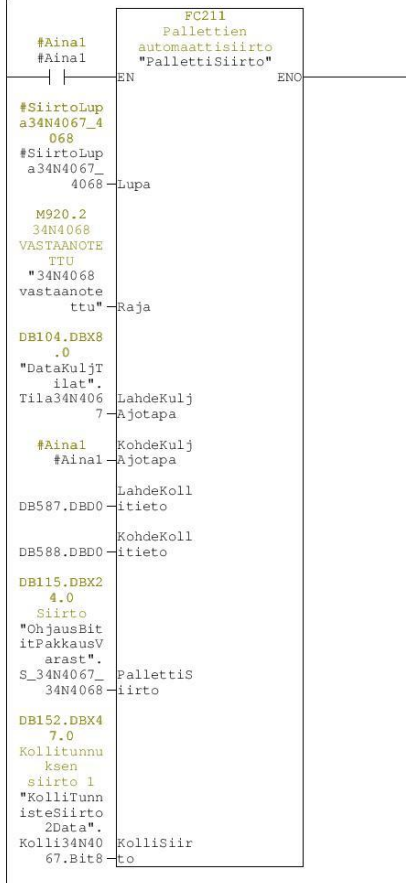 FC211
Pallettien
automaattisiirto
"PallettiSiirto"
#Aina1
#Aina1
EN
ENO
#SiirtoLup
a34N4067_4
068
#SiirtoLup
a34N4067_
4068
Lupa
M920.2
34N4068
VASTAANOTE
TTU
"34N4068
vastaanote
ttu"
Raja
DB104.DBX8
.0
"DataKuljT
ilat".
Tila34N406
7
LahdeKulj
Ajotapa
#Aina1
#Aina1
KohdeKulj
Ajotapa
DB587.DBD0
LahdeKoll
itieto
DB588.DBD0
KohdeKoll
itieto
DB115.DBX2
4.0
Siirto
"OhjausBit
itPakkausV
arast".
S_34N4067_
34N4068
PallettiS
iirto
DB152.DBX4
7.0
Kollitunnu
ksen
siirto 1
"KolliTunn
isteSiirto
2Data".
Kolli34N40
67.Bit8
KolliSiir
to